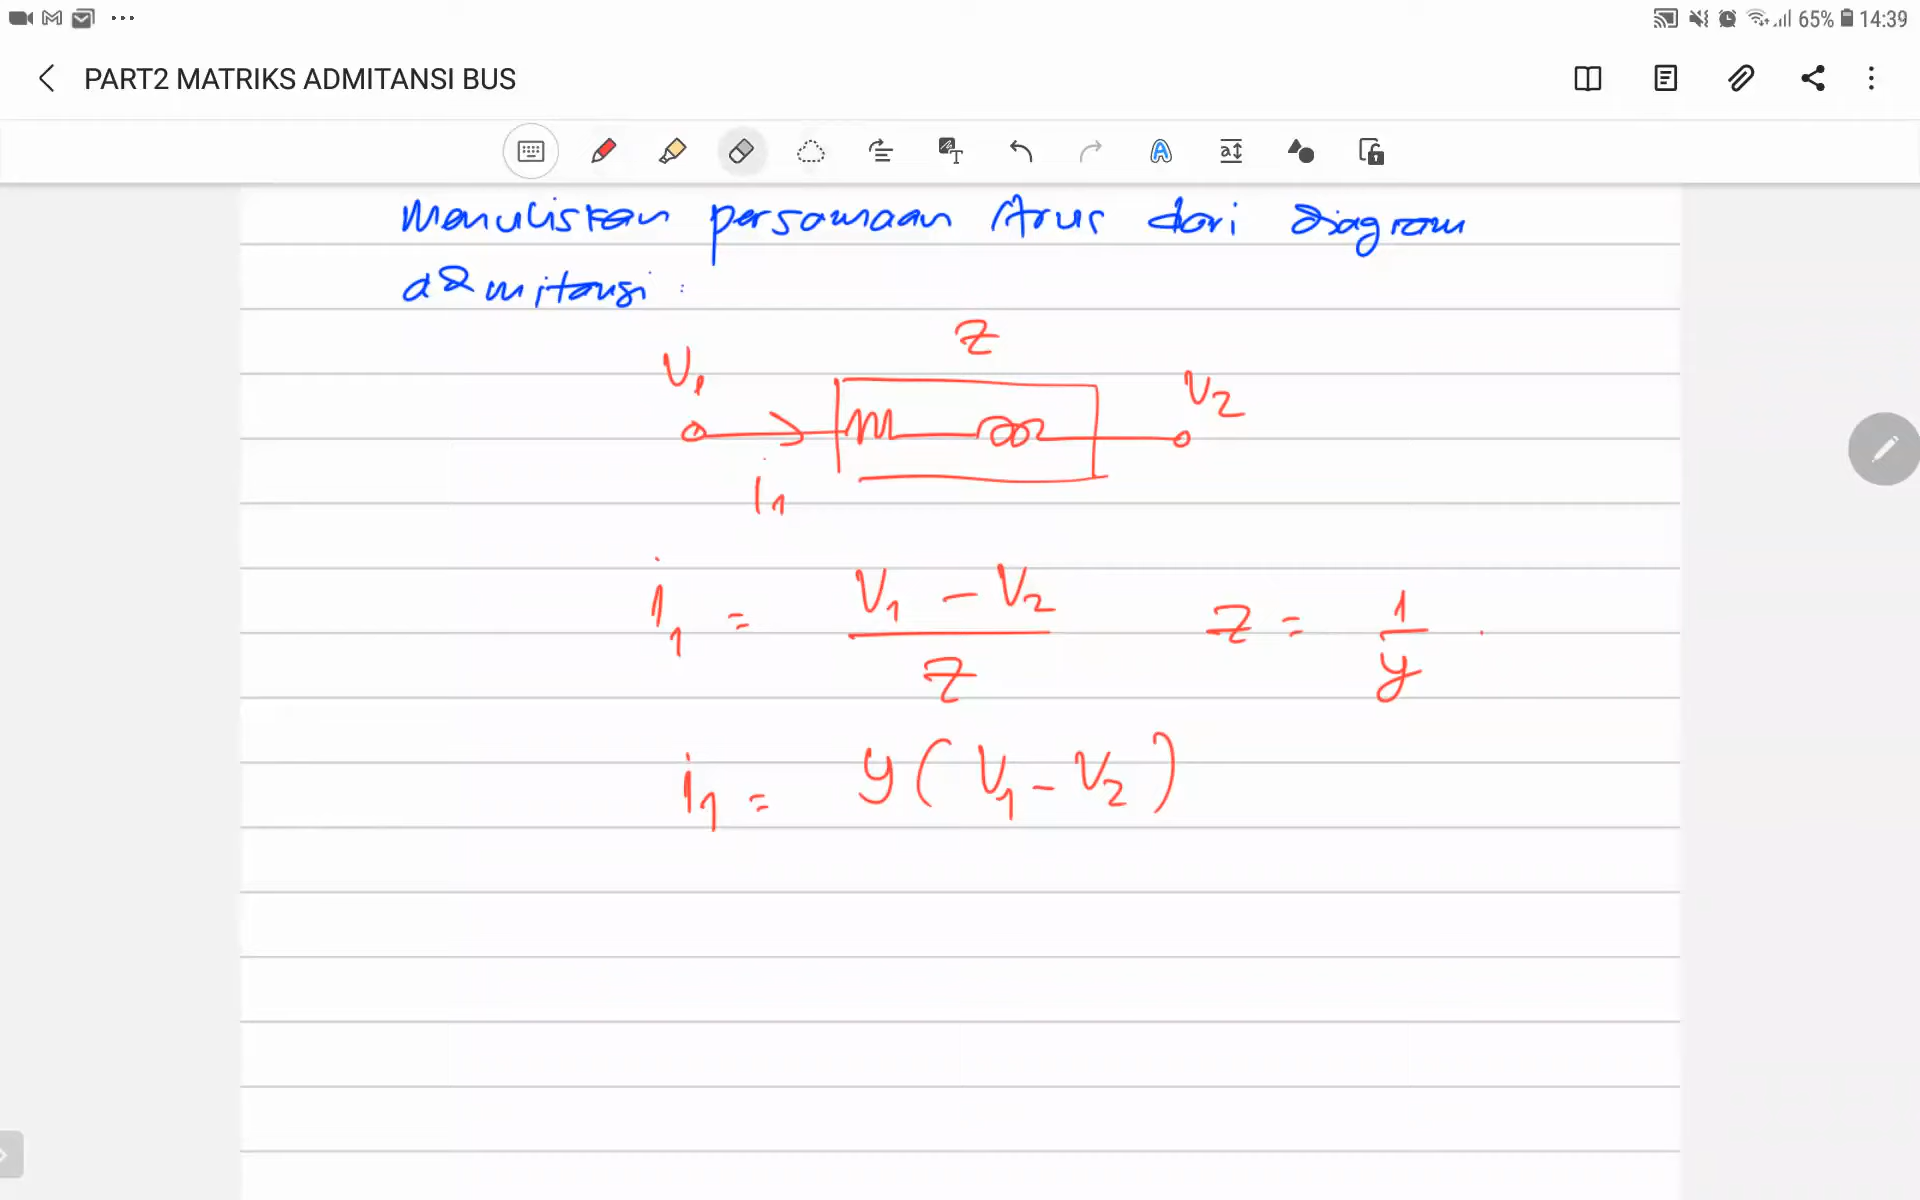 65% 14:39
PART2 MATRIKS ADMITANSI BUS
Menuliskan persamaan Arus dari diagram
admitansi :
Z
V1 V2
i1
i1 = V1 - V2 / Z    Z = 1 / y
i1 = y ( V1 - V2 )